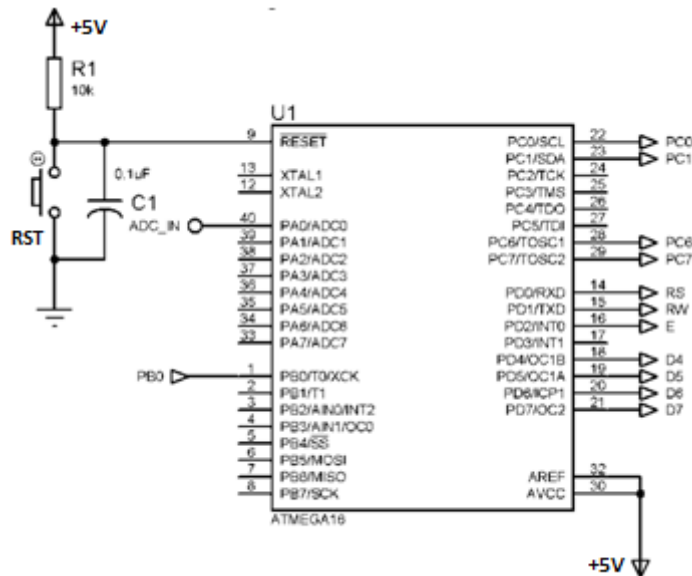 +5V
R1
10k
U1
9
RESET
0.1uF
C1
RST
13
XTAL1
12
XTAL2
ADC_IN
40
PA0/ADC0
39
PA1/ADC1
38
PA2/ADC2
37
PA3/ADC3
36
PA4/ADC4
35
PA5/ADC5
34
PA6/ADC6
33
PA7/ADC7
PB0
1
PB0/T0/XCK
2
PB1/T1
3
PB2/AIN0/INT2
4
PB3/AIN1/OC0
5
PB4/SS
6
PB5/MOSI
7
PB6/MISO
8
PB7/SCK
PC0/SCL
22
PC0
PC1/SDA
23
PC1
PC2/TCK
24
PC3/TMS
25
PC4/TDO
26
PC5/TDI
27
PC6/TOSC1
28
PC6
PC7/TOSC2
29
PC7
PD0/RXD
14
RS
PD1/TXD
15
RW
PD2/INT0
16
E
PD3/INT1
17
PD4/OC1B
18
D4
PD5/OC1A
19
D5
PD6/ICP1
20
D6
PD7/OC2
21
D7
AREF
32
AVCC
30
ATMEGA16
+5V